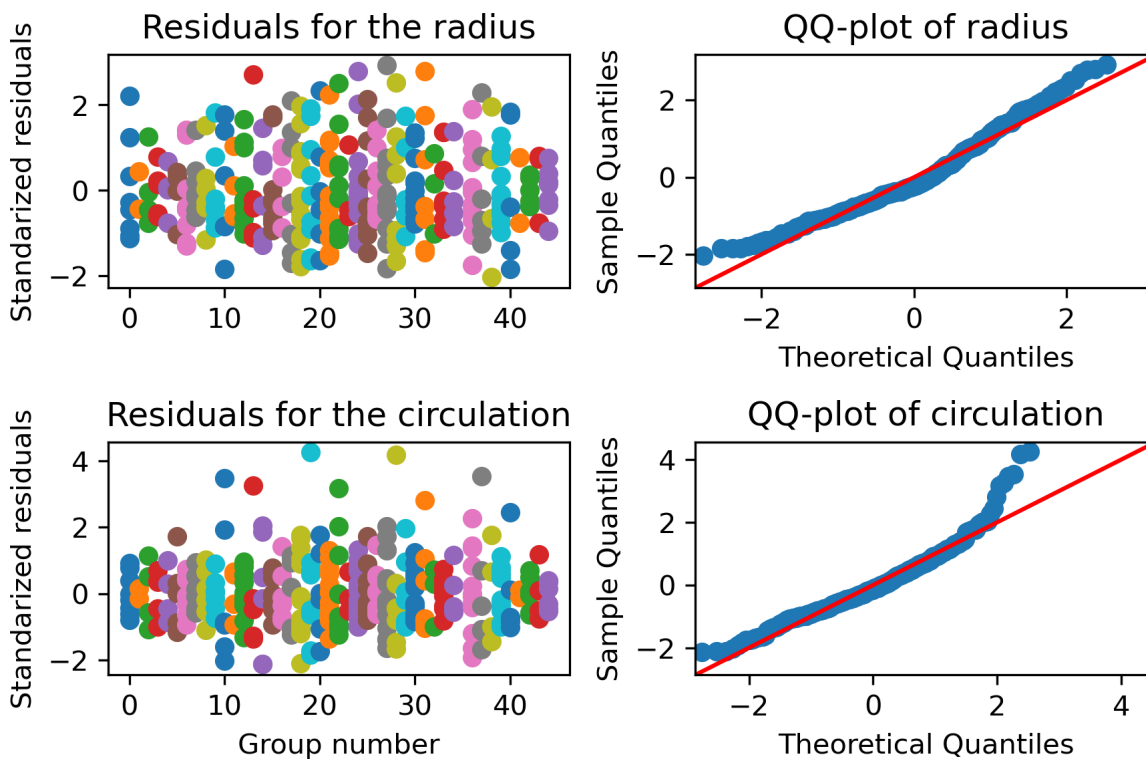 Residuals for the radius
Standarized residuals
2
0
−2
0
10
20
30
40
QQ-plot of radius
Sample Quantiles
2
0
−2
−2
0
2
Theoretical Quantiles
Residuals for the circulation
Standarized residuals
4
2
0
−2
0
10
20
30
40
Group number
QQ-plot of circulation
Sample Quantiles
4
2
0
−2
−2
0
2
4
Theoretical Quantiles